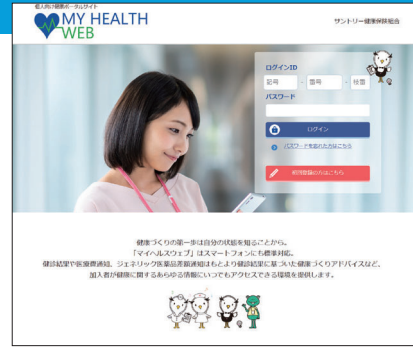 個人向け健康ポータルサイト
MY HEALTH
WEB
サントリー健康保険組合
ログインID
記号 - 番号 - 枝番
パスワード
ログイン
パスワードを忘れた方はこちら
初回登録の方はこちら
健康づくりの第一歩は自分の状態を知ることから。
「マイヘルスウェブ」はスマートフォンにも標準対応。
健診結果や医療費通知、ジェネリック医薬品差額通知はもとより健診結果に基づいた健康づくりアドバイスなど、
加入者が健康に関するあらゆる情報にいつでもアクセスできる環境を提供します。